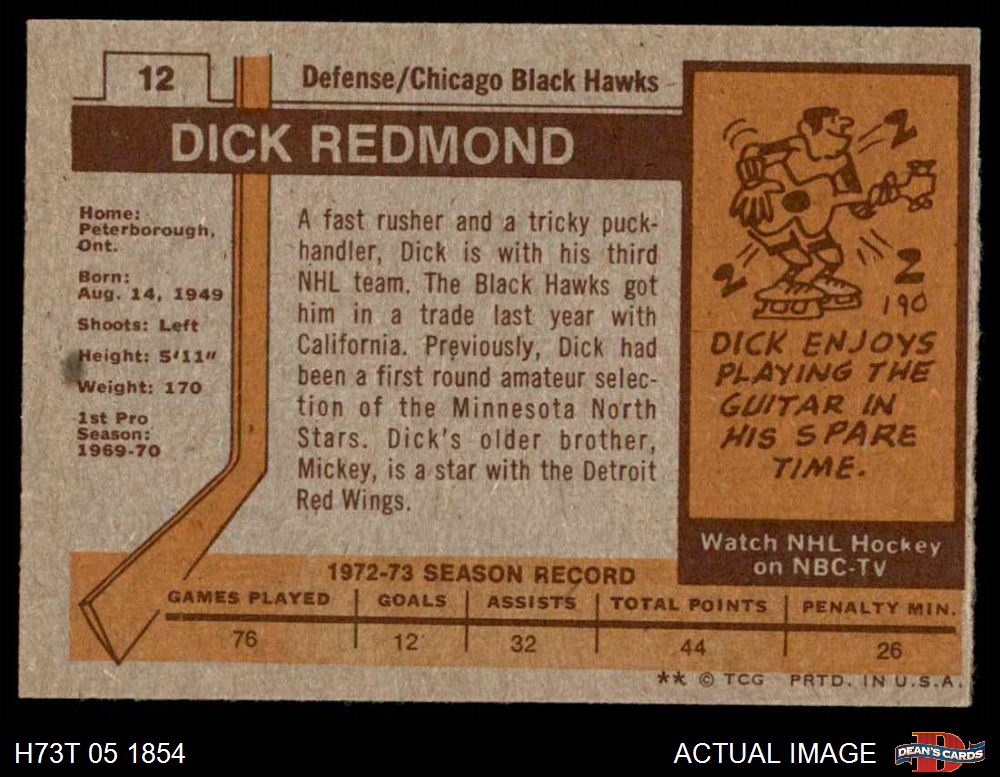 12
Defense/Chicago Black Hawks
DICK REDMOND
Home:
Peterborough,
Ont.
Born:
Aug. 14, 1949
Shoots: Left
Height: 5'11"
Weight: 170
1st Pro
Season:
1969-70
A fast rusher and a tricky puck-
handler, Dick is with his third
NHL team. The Black Hawks got
him in a trade last year with
California. Previously, Dick had
been a first round amateur selec-
tion of the Minnesota North
Stars. Dick's older brother,
Mickey, is a star with the Detroit
Red Wings.
Z
Z
Z
190
DICK ENJOYS
PLAYING THE
GUITAR IN
HIS SPARE
TIME.
Watch NHL Hockey
on NBC-TV
1972-73 SEASON RECORD
GAMES PLAYED GOALS ASSISTS TOTAL POINTS PENALTY MIN.
76 12 32 44 26
** © TCG PRTD. IN U.S.A.
H73T 05 1854
ACTUAL IMAGE
D
DEAN'S CARDS